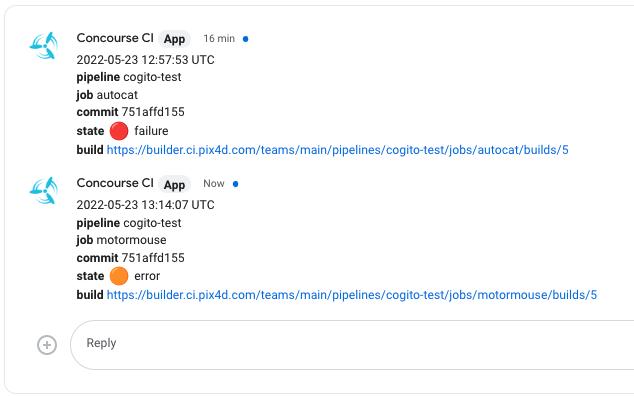 Concourse CI App 16 min
2022-05-23 12:57:53 UTC
pipeline cogito-test
job autocat
commit 751affd155
state 🔴 failure
build https://builder.ci.pix4d.com/teams/main/pipelines/cogito-test/jobs/autocat/builds/5
Concourse CI App Now
2022-05-23 13:14:07 UTC
pipeline cogito-test
job motormouse
commit 751affd155
state 🟠 error
build https://builder.ci.pix4d.com/teams/main/pipelines/cogito-test/jobs/motormouse/builds/5
Reply